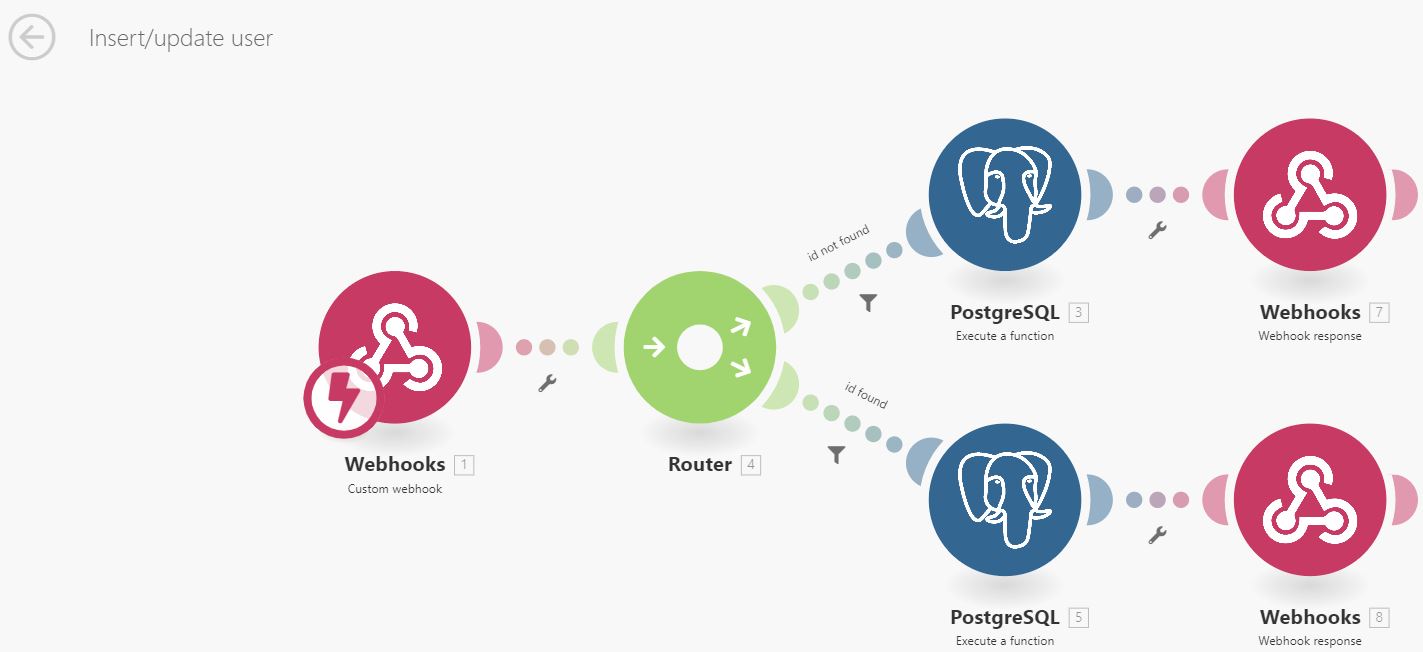 Insert/update user
id not found
PostgreSQL 3
Execute a function
Webhooks 7
Webhook response
Webhooks 1
Custom webhook
Router 4
id found
PostgreSQL 5
Execute a function
Webhooks 8
Webhook response